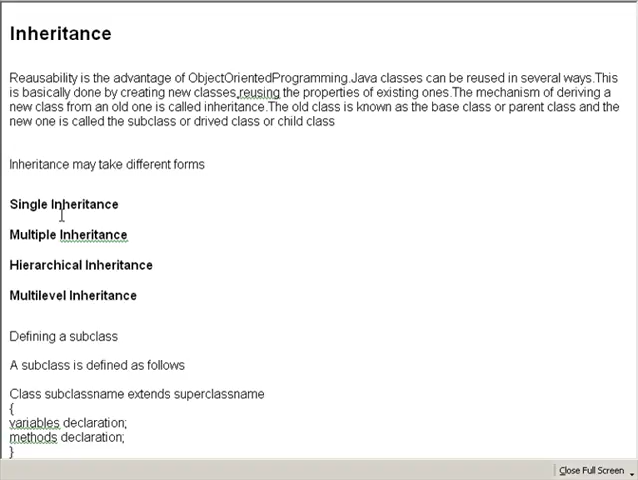 Inheritance
Reausability is the advantage of ObjectOrientedProgramming.Java classes can be reused in several ways.This
is basically done by creating new classes,reusing the properties of existing ones.The mechanism of deriving a
new class from an old one is called inheritance.The old class is known as the base class or parent class and the
new one is called the subclass or drived class or child class
Inheritance may take different forms
Single Inheritance
Multiple Inheritance
Hierarchical Inheritance
Multilevel Inheritance
Defining a subclass
A subclass is defined as follows
Class subclassname extends superclassname
{
variables declaration;
methods declaration;
}
Close Full Screen